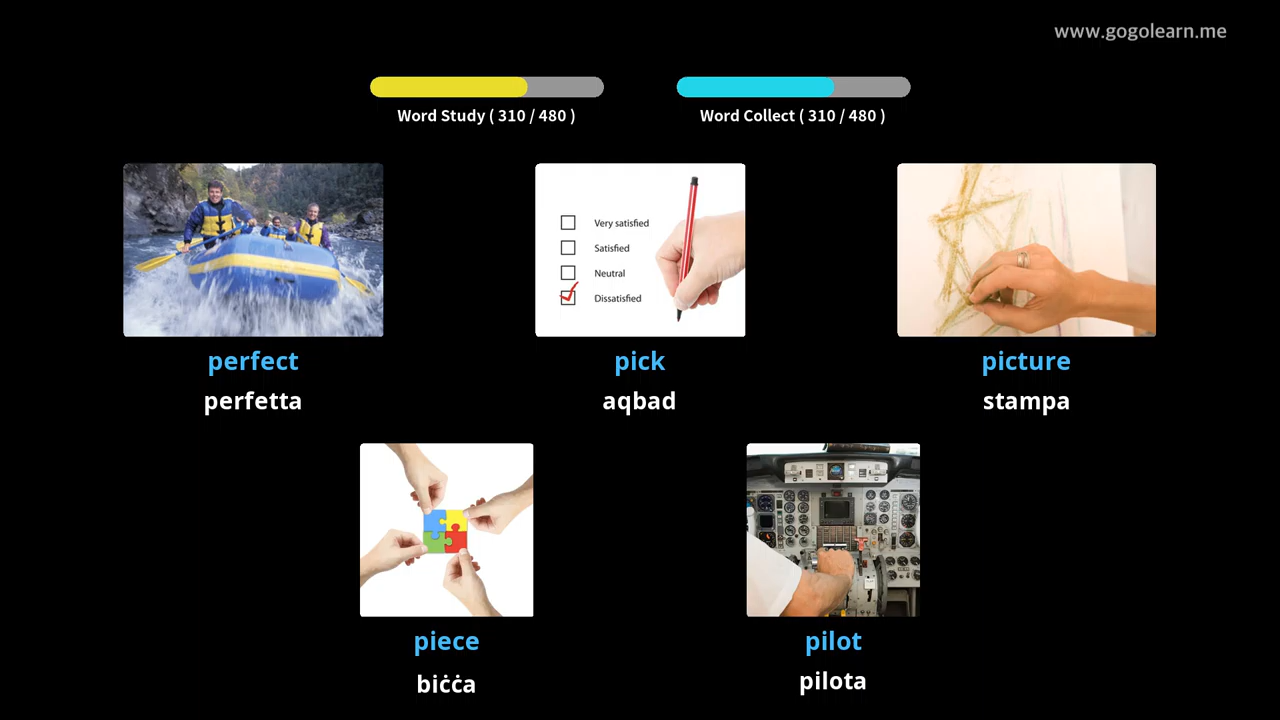 www.gogolearn.me
Word Study ( 310 / 480 )
Word Collect ( 310 / 480 )
Very satisfied
Satisfied
Neutral
Dissatisfied
perfect
pick
picture
perfetta
aqbad
stampa
piece
pilot
biċċa
pilota